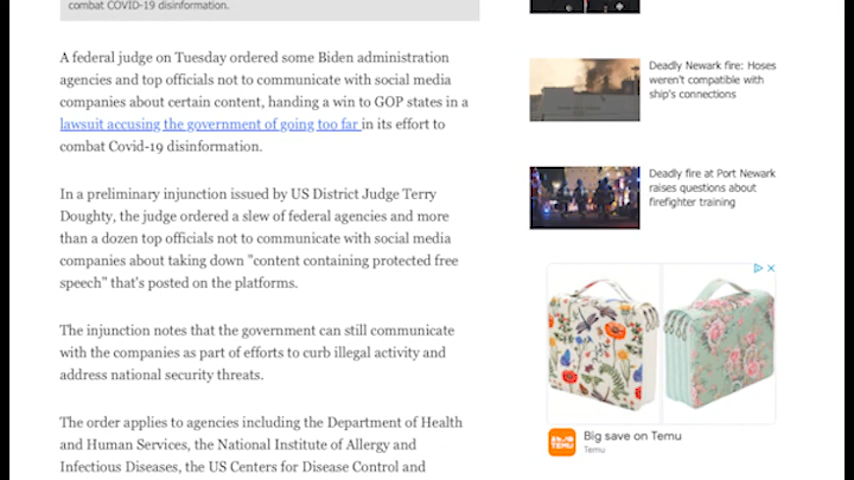 combat COVID-19 disinformation.
A federal judge on Tuesday ordered some Biden administration
agencies and top officials not to communicate with social media
companies about certain content, handing a win to GOP states in a
lawsuit accusing the government of going too far in its effort to
combat Covid-19 disinformation.
In a preliminary injunction issued by US District Judge Terry
Doughty, the judge ordered a slew of federal agencies and more
than a dozen top officials not to communicate with social media
companies about taking down "content containing protected free
speech" that's posted on the platforms.
The injunction notes that the government can still communicate
with the companies as part of efforts to curb illegal activity and
address national security threats.
The order applies to agencies including the Department of Health
and Human Services, the National Institute of Allergy and
Infectious Diseases, the US Centers for Disease Control and
Deadly Newark fire: Hoses
weren't compatible with
ship's connections
Deadly fire at Port Newark
raises questions about
firefighter training
TEMU
Big save on Temu
Temu